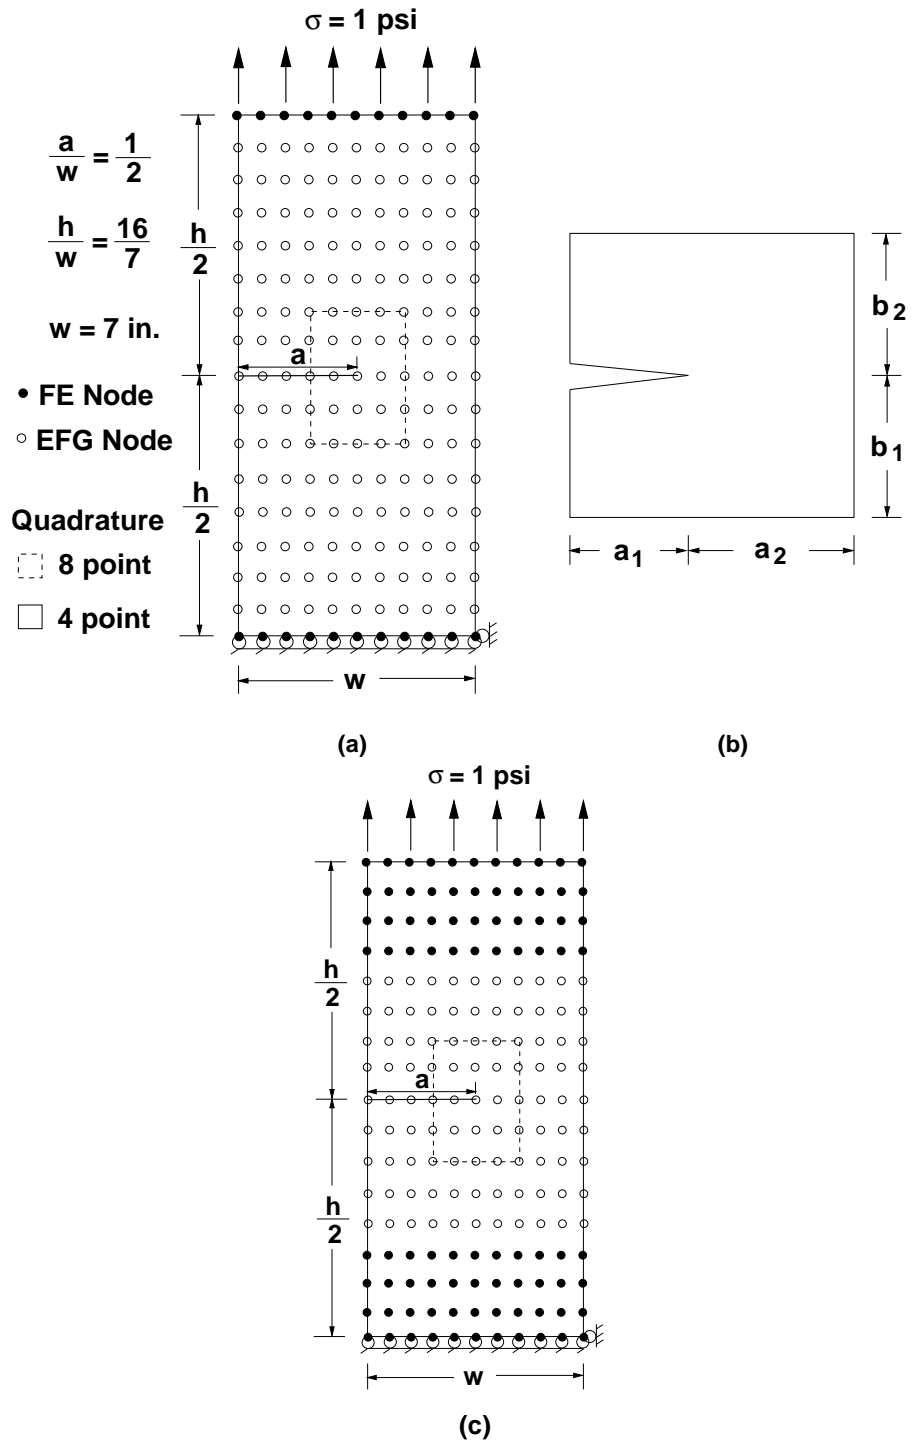 σ = 1 psi
a/w = 1/2
h/w = 16/7
w = 7 in.
● FE Node
○ EFG Node
Quadrature
8 point
4 point
h/2
h/2
a
w
(a)
b2
b1
a1
a2
(b)
σ = 1 psi
h/2
a
h/2
w
(c)